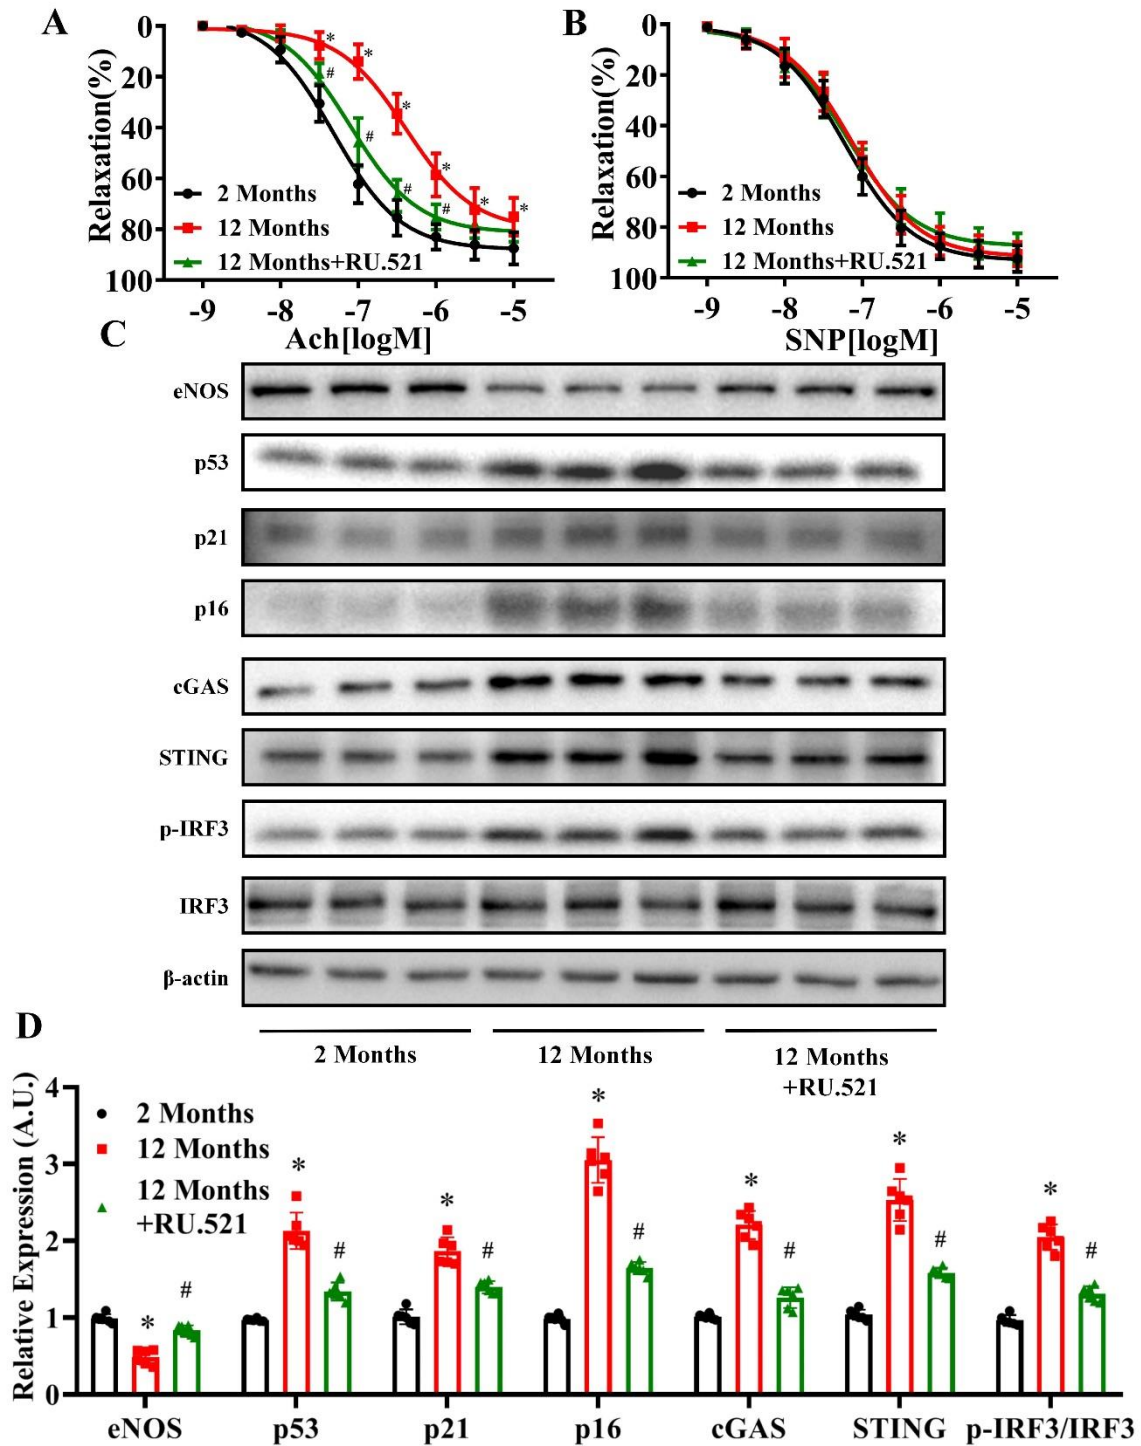 A
B
0
20
40
60
80
100
Relaxation(%)
2 Months
12 Months
12 Months+RU.521
* * * * * *
# # # #
-9 -8 -7 -6 -5
Ach[logM]
0
20
40
60
80
100
Relaxation(%)
2 Months
12 Months
12 Months+RU.521
-9 -8 -7 -6 -5
SNP[logM]
C
eNOS
p53
p21
p16
cGAS
STING
p-IRF3
IRF3
β-actin
2 Months
12 Months
12 Months
+RU.521
D
Relative Expression (A.U.)
4
3
2
1
0
2 Months
12 Months
12 Months
+RU.521
* * * * * * *
# # # # # # #
eNOS p53 p21 p16 cGAS STING p-IRF3/IRF3